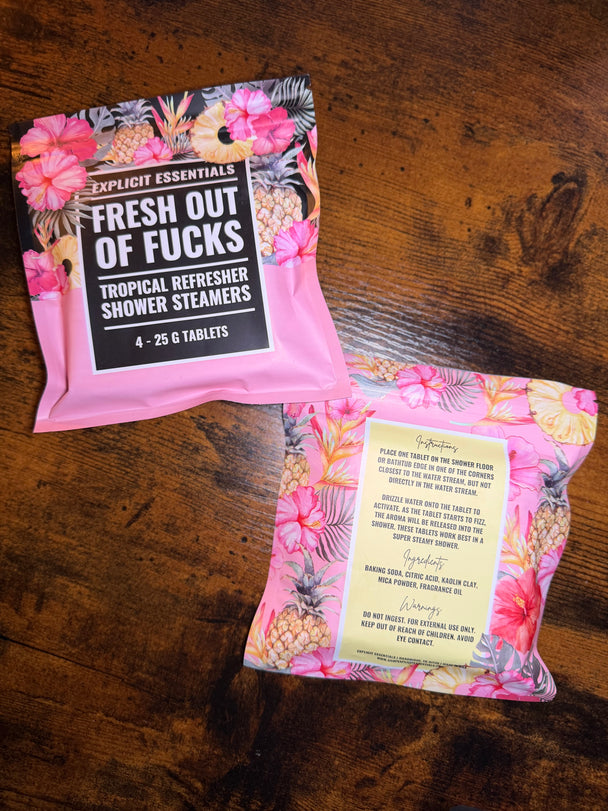 EXPLICIT ESSENTIALS
FRESH OUT
OF FUCKS
TROPICAL REFRESHER
SHOWER STEAMERS
4 - 25 G TABLETS
Instructions
PLACE ONE TABLET ON THE SHOWER FLOOR
OR BATHTUB EDGE IN ONE OF THE CORNERS
CLOSEST TO THE WATER STREAM, BUT NOT
DIRECTLY IN THE WATER STREAM.
DRIZZLE WATER ONTO THE TABLET TO
ACTIVATE. AS THE TABLET STARTS TO FIZZ,
THE AROMA WILL BE RELEASED INTO THE
SHOWER. THESE TABLETS WORK BEST IN A
SUPER STEAMY SHOWER.
Ingredients
BAKING SODA, CITRIC ACID, KAOLIN CLAY,
MICA POWDER, FRAGRANCE OIL
Warnings
DO NOT INGEST. FOR EXTERNAL USE ONLY.
KEEP OUT OF REACH OF CHILDREN. AVOID
EYE CONTACT.
EXPLICIT ESSENTIALS |